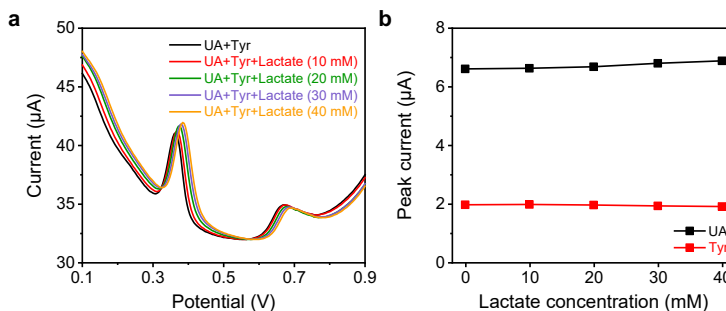 a
50
45
40
35
30
Current (µA)
0.1 0.3 0.5 0.7 0.9
Potential (V)
UA+Tyr
UA+Tyr+Lactate (10 mM)
UA+Tyr+Lactate (20 mM)
UA+Tyr+Lactate (30 mM)
UA+Tyr+Lactate (40 mM)
b
8
6
4
2
0
Peak current (µA)
0 10 20 30 40
Lactate concentration (mM)
UA
Tyr